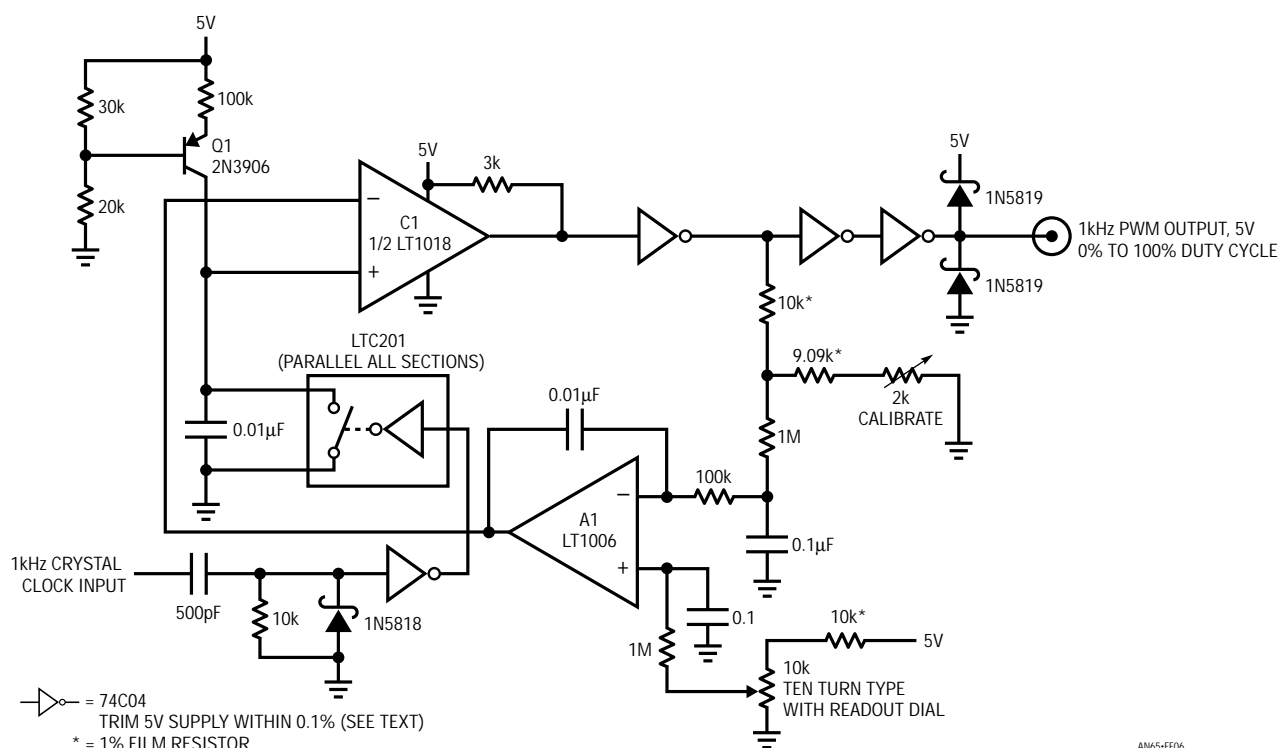 5V
30k
100k
Q1
2N3906
20k
5V
3k
–
C1
1/2 LT1018
+
5V
1N5819
1N5819
1kHz PWM OUTPUT, 5V
0% TO 100% DUTY CYCLE
10k*
9.09k*
2k
CALIBRATE
LTC201
(PARALLEL ALL SECTIONS)
0.01µF
0.01µF
1M
100k
–
A1
LT1006
+
0.1µF
0.1
1kHz CRYSTAL
CLOCK INPUT
500pF
10k
1N5818
1M
10k*
5V
10k
TEN TURN TYPE
WITH READOUT DIAL
= 74C04
TRIM 5V SUPPLY WITHIN 0.1% (SEE TEXT)
* = 1% FILM RESISTOR